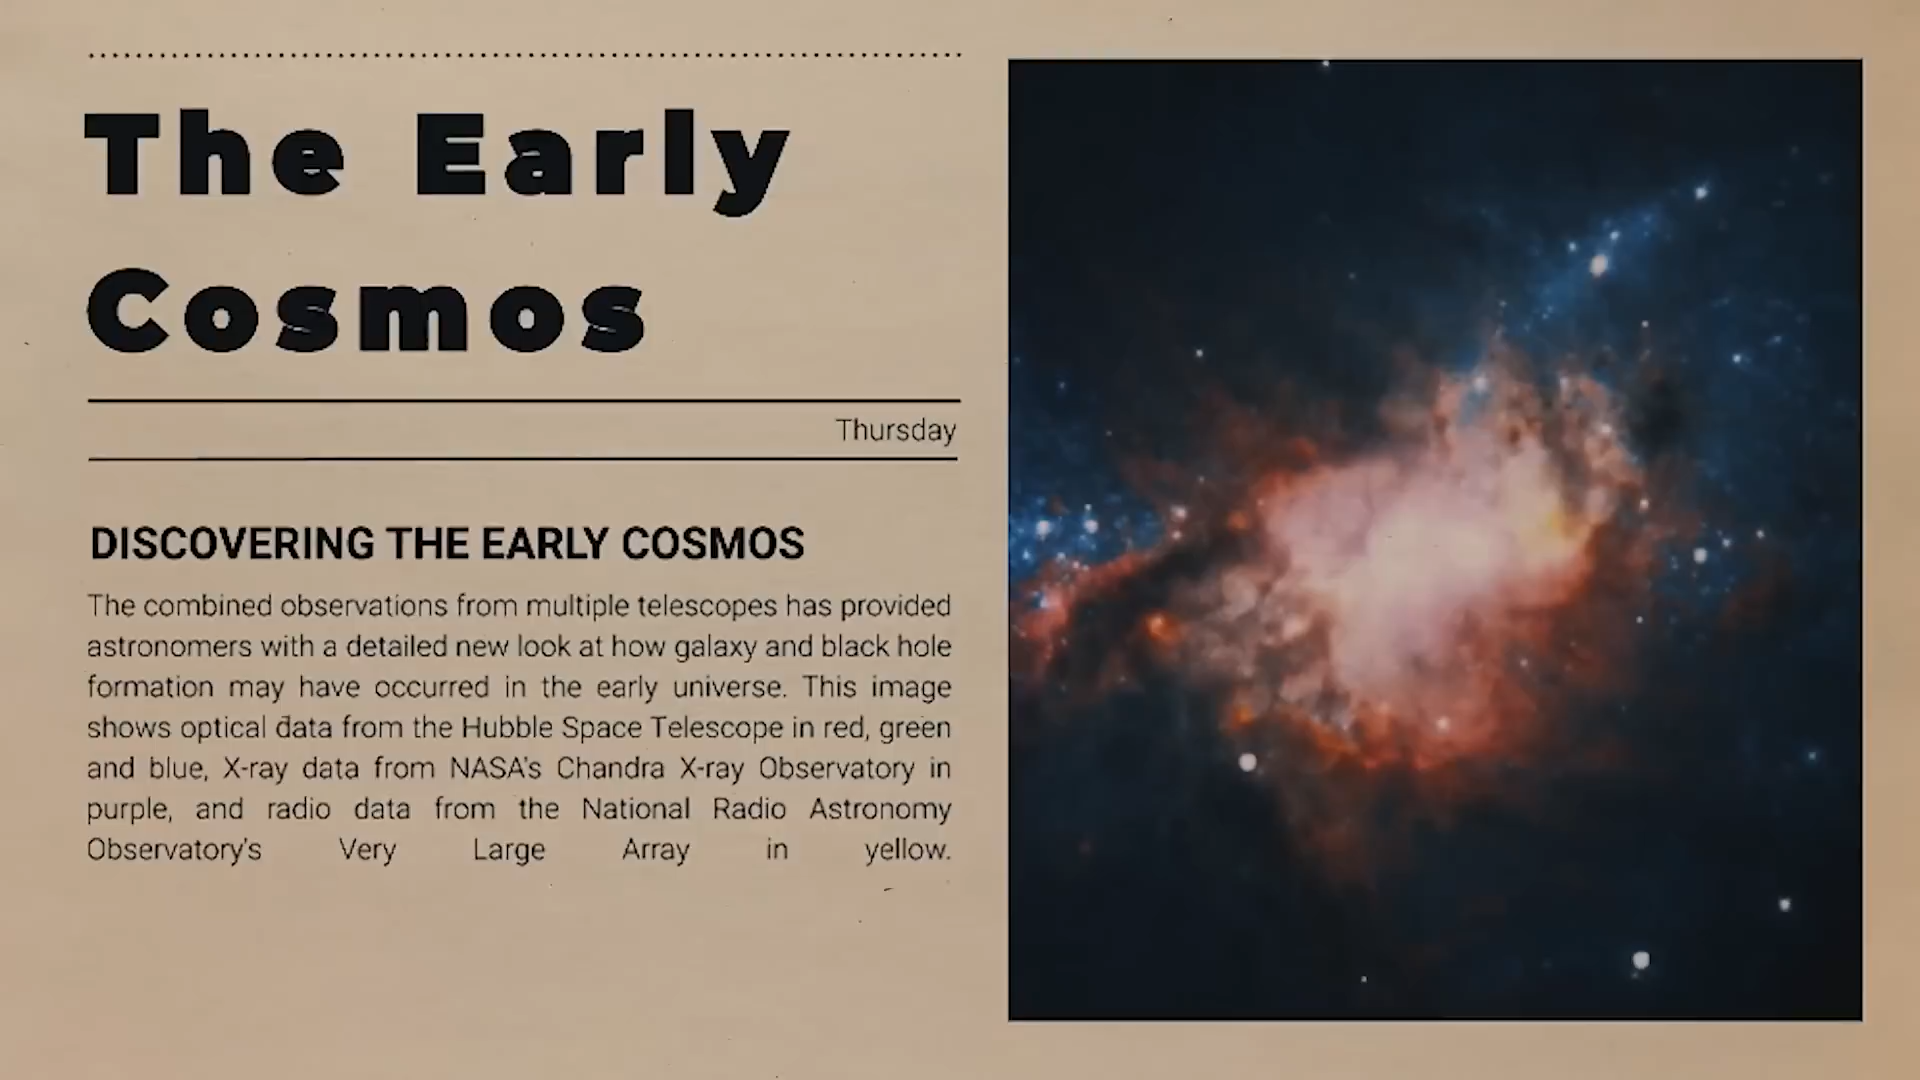 The Early
Cosmos
Thursday
DISCOVERING THE EARLY COSMOS
The combined observations from multiple telescopes has provided
astronomers with a detailed new look at how galaxy and black hole
formation may have occurred in the early universe. This image
shows optical data from the Hubble Space Telescope in red, green
and blue, X-ray data from NASA's Chandra X-ray Observatory in
purple, and radio data from the National Radio Astronomy
Observatory's Very Large Array in yellow.